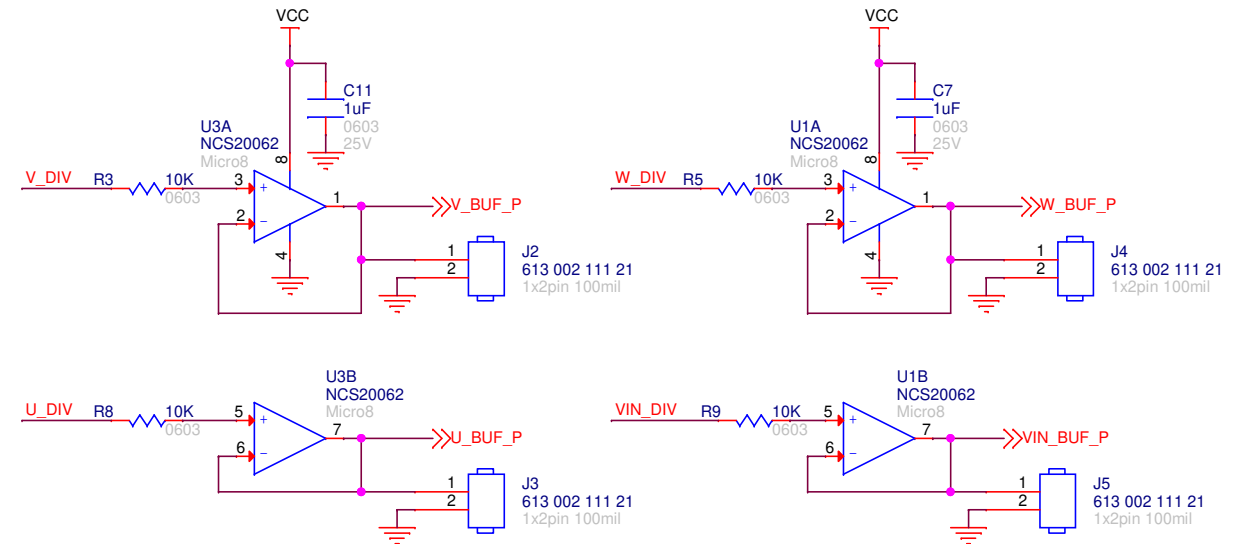 VCC
C11
1uF
0603
25V
U3A
NCS20062
Micro8
8
V_DIV
R3
10K
0603
3
+
2
−
1
4
V_BUF_P
1
2
J2
613 002 111 21
1x2pin 100mil
VCC
C7
1uF
0603
25V
U1A
NCS20062
Micro8
8
W_DIV
R5
10K
0603
3
+
2
−
1
4
W_BUF_P
1
2
J4
613 002 111 21
1x2pin 100mil
U3B
NCS20062
Micro8
U_DIV
R8
10K
0603
5
+
6
−
7
U_BUF_P
1
2
J3
613 002 111 21
1x2pin 100mil
U1B
NCS20062
Micro8
VIN_DIV
R9
10K
0603
5
+
6
−
7
VIN_BUF_P
1
2
J5
613 002 111 21
1x2pin 100mil